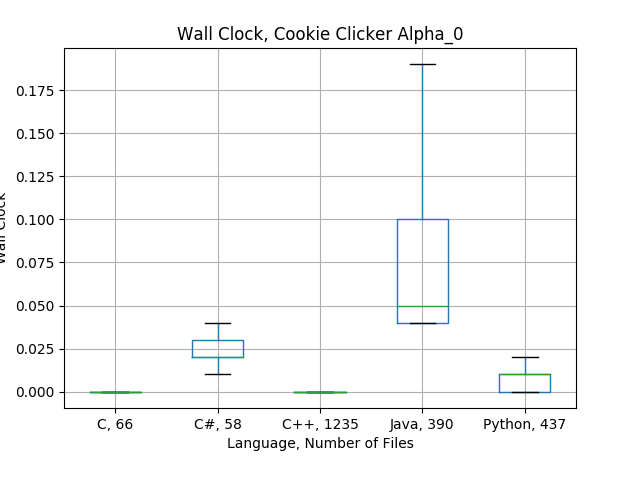 Wall Clock, Cookie Clicker Alpha_0
Wall Clock
0.175
0.150
0.125
0.100
0.075
0.050
0.025
0.000
C, 66
C#, 58
C++, 1235
Java, 390
Python, 437
Language, Number of Files